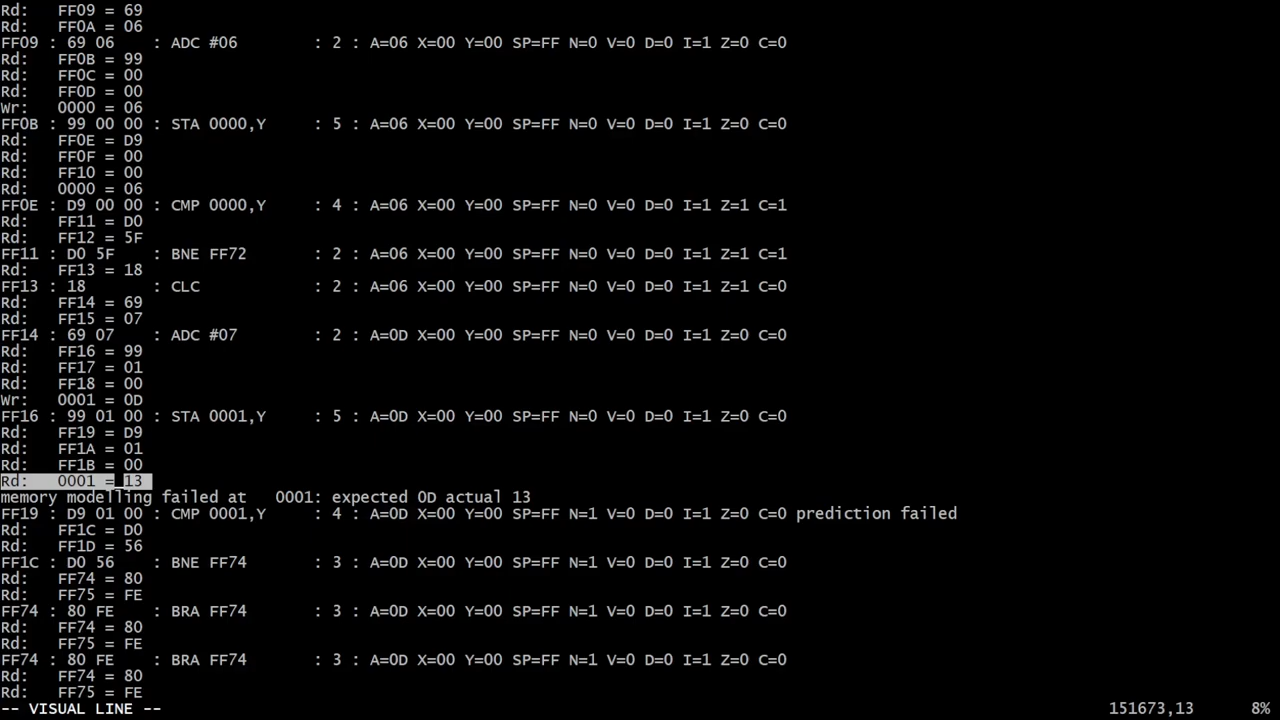 Rd:   FF09 = 69
Rd:   FF0A = 06
FF09 : 69 06    : ADC #06        : 2 : A=06 X=00 Y=00 SP=FF N=0 V=0 D=0 I=1 Z=0 C=0
Rd:   FF0B = 99
Rd:   FF0C = 00
Rd:   FF0D = 00
Wr:   0000 = 06
FF0B : 99 00 00 : STA 0000,Y     : 5 : A=06 X=00 Y=00 SP=FF N=0 V=0 D=0 I=1 Z=0 C=0
Rd:   FF0E = D9
Rd:   FF0F = 00
Rd:   FF10 = 00
Rd:   0000 = 06
FF0E : D9 00 00 : CMP 0000,Y     : 4 : A=06 X=00 Y=00 SP=FF N=0 V=0 D=0 I=1 Z=1 C=1
Rd:   FF11 = D0
Rd:   FF12 = 5F
FF11 : D0 5F    : BNE FF72       : 2 : A=06 X=00 Y=00 SP=FF N=0 V=0 D=0 I=1 Z=1 C=1
Rd:   FF13 = 18
FF13 : 18       : CLC            : 2 : A=06 X=00 Y=00 SP=FF N=0 V=0 D=0 I=1 Z=1 C=0
Rd:   FF14 = 69
Rd:   FF15 = 07
FF14 : 69 07    : ADC #07        : 2 : A=0D X=00 Y=00 SP=FF N=0 V=0 D=0 I=1 Z=0 C=0
Rd:   FF16 = 99
Rd:   FF17 = 01
Rd:   FF18 = 00
Wr:   0001 = 0D
FF16 : 99 01 00 : STA 0001,Y     : 5 : A=0D X=00 Y=00 SP=FF N=0 V=0 D=0 I=1 Z=0 C=0
Rd:   FF19 = D9
Rd:   FF1A = 01
Rd:   FF1B = 00
Rd:   0001 = 13
memory modelling failed at   0001: expected 0D actual 13
FF19 : D9 01 00 : CMP 0001,Y     : 4 : A=0D X=00 Y=00 SP=FF N=1 V=0 D=0 I=1 Z=0 C=0 prediction failed
Rd:   FF1C = D0
Rd:   FF1D = 56
FF1C : D0 56    : BNE FF74       : 3 : A=0D X=00 Y=00 SP=FF N=1 V=0 D=0 I=1 Z=0 C=0
Rd:   FF74 = 80
Rd:   FF75 = FE
FF74 : 80 FE    : BRA FF74       : 3 : A=0D X=00 Y=00 SP=FF N=1 V=0 D=0 I=1 Z=0 C=0
Rd:   FF74 = 80
Rd:   FF75 = FE
FF74 : 80 FE    : BRA FF74       : 3 : A=0D X=00 Y=00 SP=FF N=1 V=0 D=0 I=1 Z=0 C=0
Rd:   FF74 = 80
Rd:   FF75 = FE
-- VISUAL LINE --          151673,13       8%